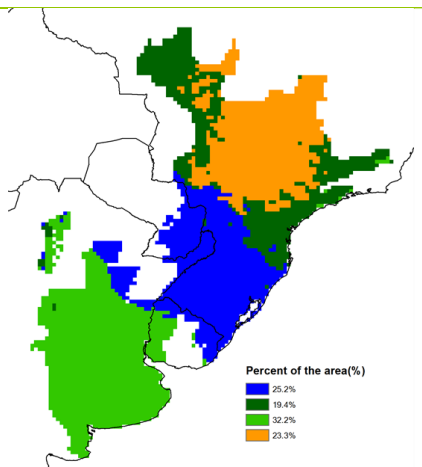 Percent of the area(%)
25.2%
19.4%
32.2%
23.3%